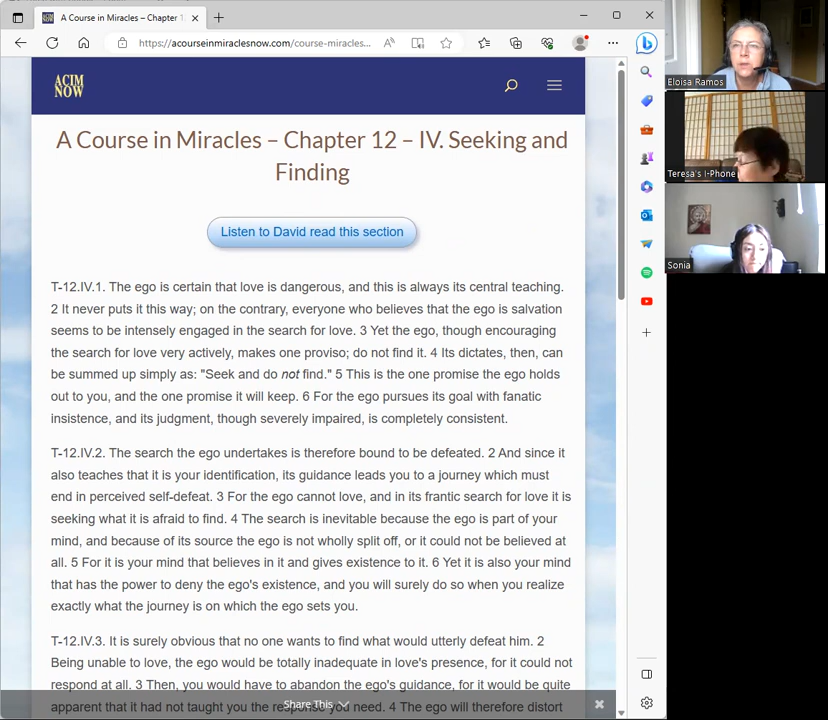 A Course in Miracles – Chapter 1
https://acourseinmiraclesnow.com/course-miracles...
ACIM
NOW
A Course in Miracles – Chapter 12 – IV. Seeking and
Finding
Listen to David read this section
T-12.IV.1. The ego is certain that love is dangerous, and this is always its central teaching.
2 It never puts it this way; on the contrary, everyone who believes that the ego is salvation
seems to be intensely engaged in the search for love. 3 Yet the ego, though encouraging
the search for love very actively, makes one proviso; do not find it. 4 Its dictates, then, can
be summed up simply as: "Seek and do not find." 5 This is the one promise the ego holds
out to you, and the one promise it will keep. 6 For the ego pursues its goal with fanatic
insistence, and its judgment, though severely impaired, is completely consistent.
T-12.IV.2. The search the ego undertakes is therefore bound to be defeated. 2 And since it
also teaches that it is your identification, its guidance leads you to a journey which must
end in perceived self-defeat. 3 For the ego cannot love, and in its frantic search for love it is
seeking what it is afraid to find. 4 The search is inevitable because the ego is part of your
mind, and because of its source the ego is not wholly split off, or it could not be believed at
all. 5 For it is your mind that believes in it and gives existence to it. 6 Yet it is also your mind
that has the power to deny the ego's existence, and you will surely do so when you realize
exactly what the journey is on which the ego sets you.
T-12.IV.3. It is surely obvious that no one wants to find what would utterly defeat him. 2
Being unable to love, the ego would be totally inadequate in love's presence, for it could not
respond at all. 3 Then, you would have to abandon the ego's guidance, for it would be quite
apparent that it had not taught you the response you need. 4 The ego will therefore distort
Share This
Eloisa Ramos
Teresa's I-Phone
Sonia